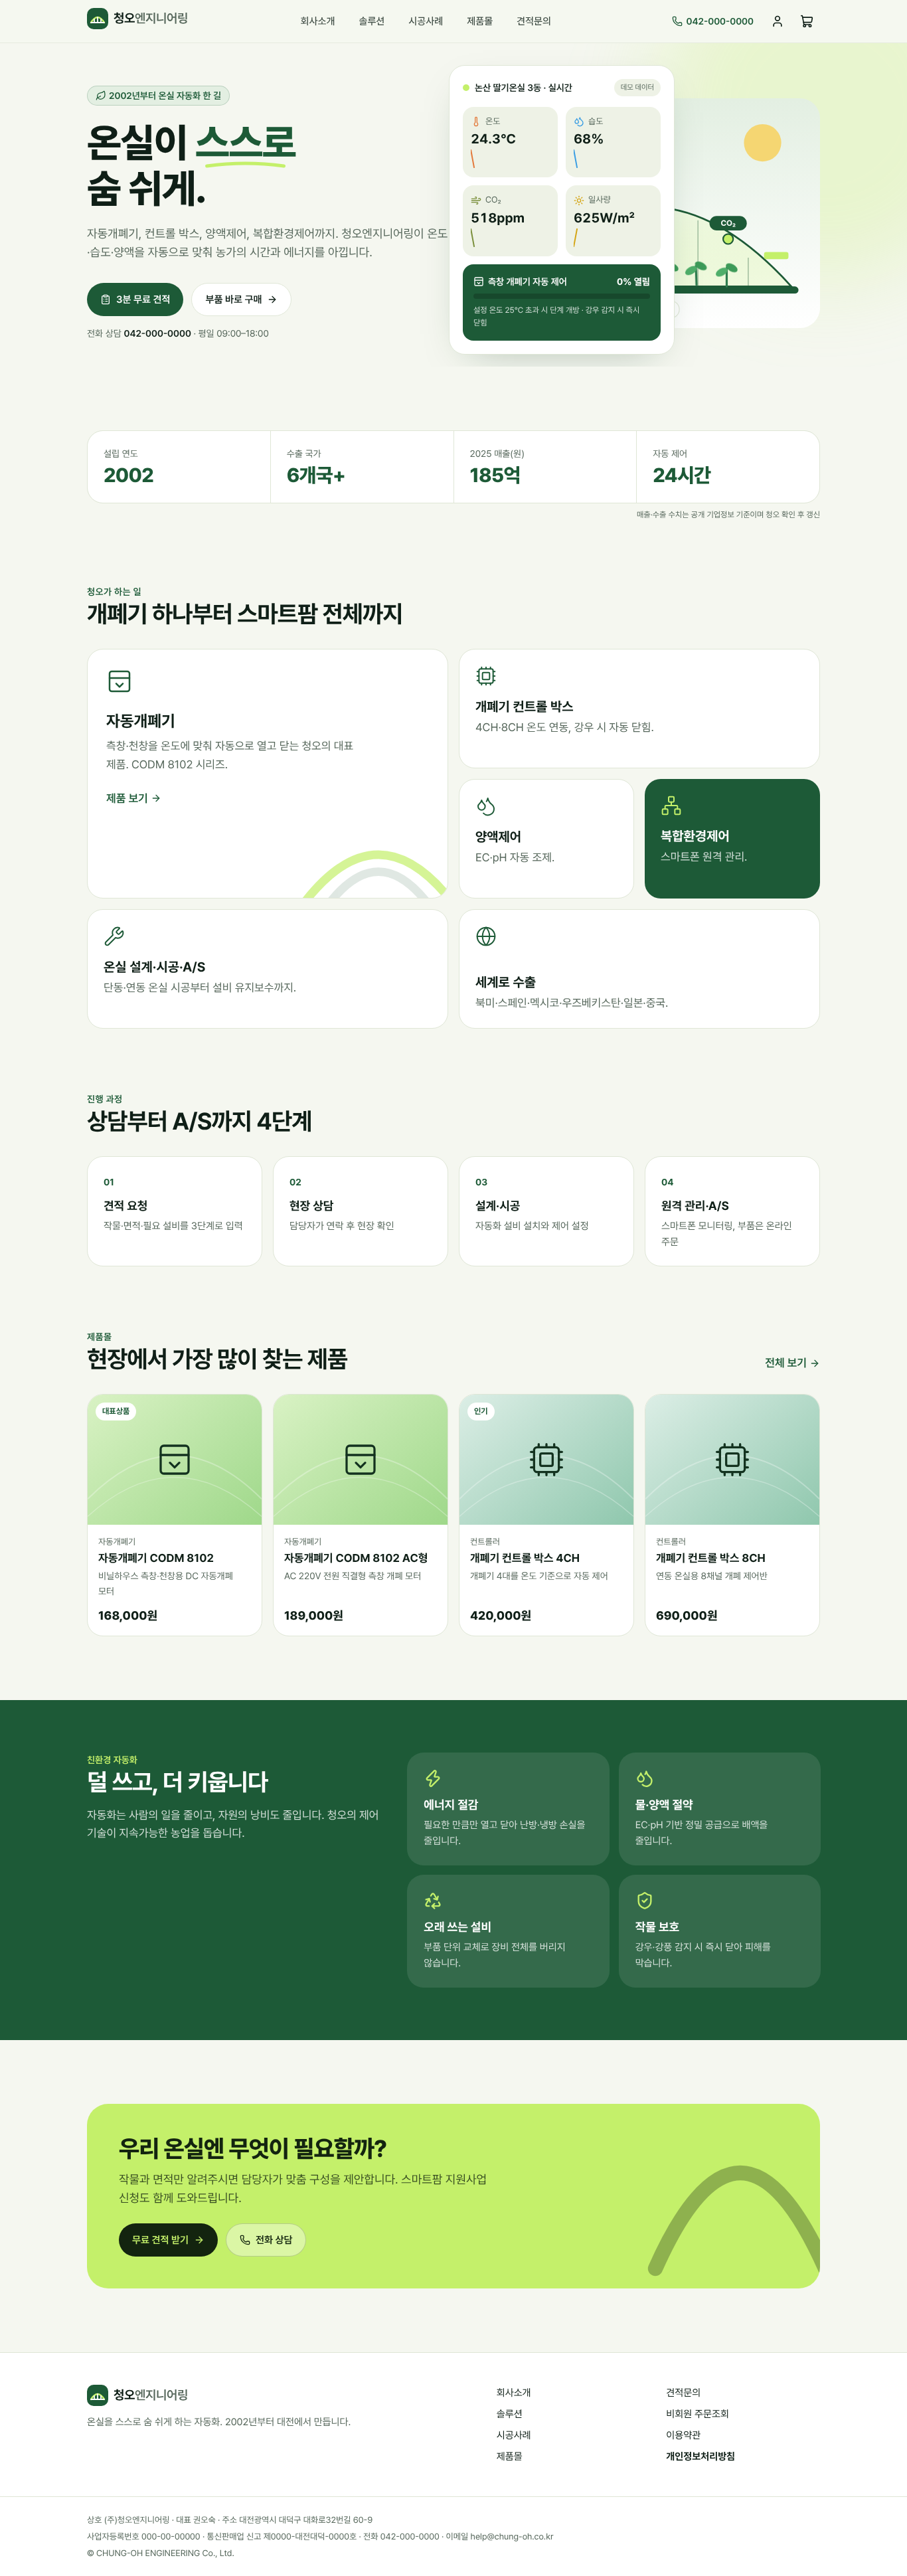 청오엔지니어링
회사소개 솔루션 시공사례 제품몰 견적문의
042-000-0000
2002년부터 온실 자동화 한 길
온실이 스스로
숨 쉬게.
자동개폐기, 컨트롤 박스, 양액제어, 복합환경제어까지. 청오엔지니어링이 온도
·습도·양액을 자동으로 맞춰 농가의 시간과 에너지를 아낍니다.
3분 무료 견적
부품 바로 구매
전화 상담 042-000-0000 · 평일 09:00–18:00
논산 딸기온실 3동 · 실시간
데모 데이터
온도
24.3°C
습도
68%
CO₂
518ppm
일사량
625W/m²
측창 개폐기 자동 제어
0% 열림
설정 온도 25°C 초과 시 단계 개방 · 강우 감지 시 즉시
닫힘
CO₂
설립 연도
2002
수출 국가
6개국+
2025 매출(원)
185억
자동 제어
24시간
매출·수출 수치는 공개 기업정보 기준이며 청오 확인 후 갱신
청오가 하는 일
개폐기 하나부터 스마트팜 전체까지
자동개폐기
측창·천창을 온도에 맞춰 자동으로 열고 닫는 청오의 대표
제품. CODM 8102 시리즈.
제품 보기
개폐기 컨트롤 박스
4CH·8CH 온도 연동, 강우 시 자동 닫힘.
양액제어
EC·pH 자동 조제.
복합환경제어
스마트폰 원격 관리.
온실 설계·시공·A/S
단동·연동 온실 시공부터 설비 유지보수까지.
세계로 수출
북미·스페인·멕시코·우즈베키스탄·일본·중국.
진행 과정
상담부터 A/S까지 4단계
01
견적 요청
작물·면적·필요 설비를 3단계로 입력
02
현장 상담
담당자가 연락 후 현장 확인
03
설계·시공
자동화 설비 설치와 제어 설정
04
원격 관리·A/S
스마트폰 모니터링, 부품은 온라인
주문
제품몰
현장에서 가장 많이 찾는 제품
전체 보기
대표상품
자동개폐기
자동개폐기 CODM 8102
비닐하우스 측창·천창용 DC 자동개폐
모터
168,000원
자동개폐기
자동개폐기 CODM 8102 AC형
AC 220V 전원 직결형 측창 개폐 모터
189,000원
인기
컨트롤러
개폐기 컨트롤 박스 4CH
개폐기 4대를 온도 기준으로 자동 제어
420,000원
컨트롤러
개폐기 컨트롤 박스 8CH
연동 온실용 8채널 개폐 제어반
690,000원
친환경 자동화
덜 쓰고, 더 키웁니다
자동화는 사람의 일을 줄이고, 자원의 낭비도 줄입니다. 청오의 제어
기술이 지속가능한 농업을 돕습니다.
에너지 절감
필요한 만큼만 열고 닫아 난방·냉방 손실을
줄입니다.
물·양액 절약
EC·pH 기반 정밀 공급으로 배액을
줄입니다.
오래 쓰는 설비
부품 단위 교체로 장비 전체를 버리지
않습니다.
작물 보호
강우·강풍 감지 시 즉시 닫아 피해를
막습니다.
우리 온실엔 무엇이 필요할까?
작물과 면적만 알려주시면 담당자가 맞춤 구성을 제안합니다. 스마트팜 지원사업
신청도 함께 도와드립니다.
무료 견적 받기
전화 상담
청오엔지니어링
온실을 스스로 숨 쉬게 하는 자동화. 2002년부터 대전에서 만듭니다.
회사소개
솔루션
시공사례
제품몰
견적문의
비회원 주문조회
이용약관
개인정보처리방침
상호 (주)청오엔지니어링 · 대표 권오숙 · 주소 대전광역시 대덕구 대화로32번길 60-9
사업자등록번호 000-00-00000 · 통신판매업 신고 제0000-대전대덕-0000호 · 전화 042-000-0000 · 이메일 help@chung-oh.co.kr
© CHUNG-OH ENGINEERING Co., Ltd.